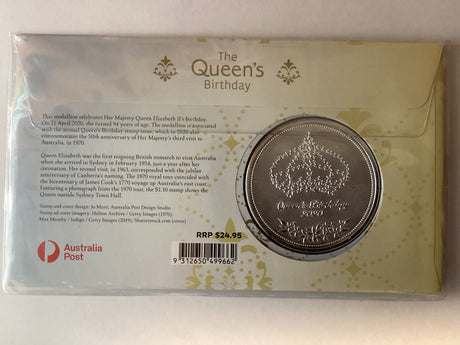 The
Queen's
Birthday
This medallion celebrates Her Majesty Queen Elizabeth II's birthday.
On 21 April 2020, she turned 94 years of age. The medallion is associated
with the annual Queen's Birthday stamp issue, which in 2020 also
commemorates the 50th anniversary of Her Majesty's third visit to
Australia, in 1970.
Queen Elizabeth was the first reigning British monarch to visit Australia
when she arrived in Sydney in February 1954, just a year after her
coronation. Her second visit, in 1963, corresponded with the jubilee
anniversary of Canberra's naming. The 1970 royal tour coincided with
the bicentenary of James Cook's 1770 voyage up Australia's east coast.
Featuring a photograph from the 1970 tour, the $1.10 stamp shows the
Queen outside Sydney Town Hall.
Stamp and cover design: Jo Muré, Australia Post Design Studio
Stamp and cover imagery: Hulton Archive / Getty Images (1970);
Max Mumby / Indigo / Getty Images (2019); Shutterstock.com (cover)
Queen's Birthday
2020
Australia
Post
RRP $24.95
9 312650 499662